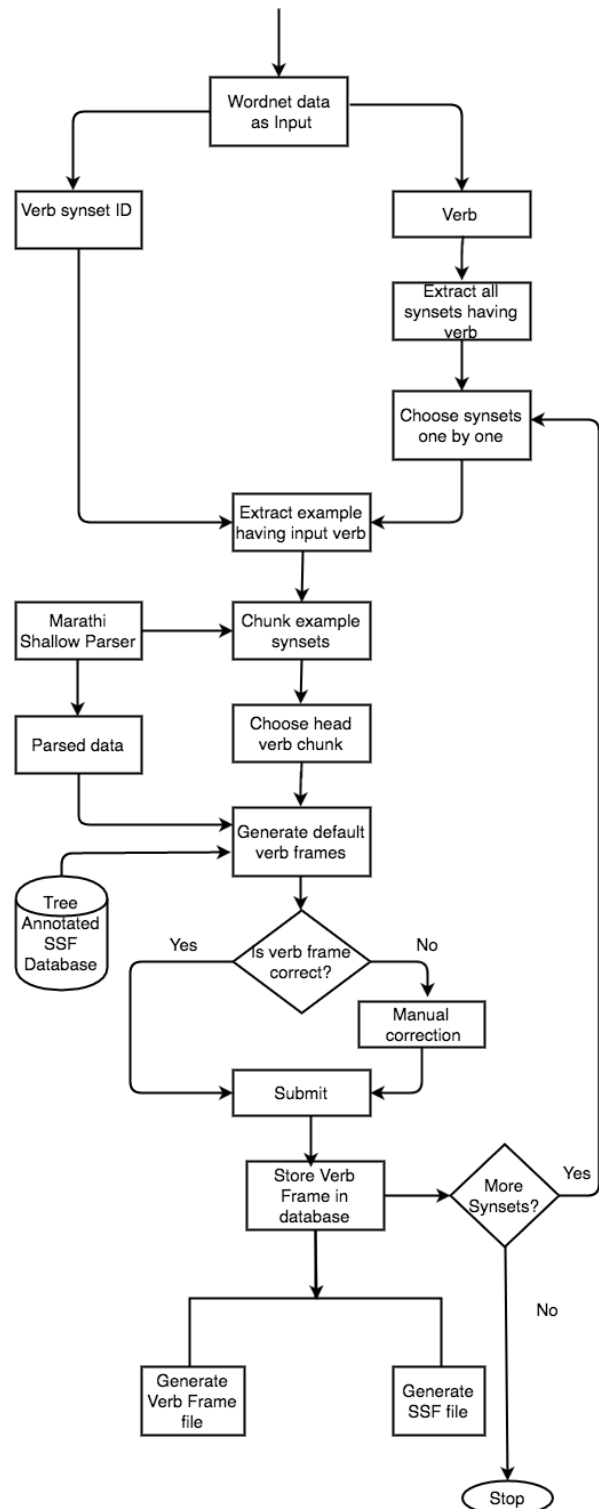 Wordnet data
as Input
Verb synset ID
Verb
Extract all
synsets having
verb
Choose synsets
one by one
Extract example
having input verb
Marathi
Shallow Parser
Chunk example
synsets
Parsed data
Choose head
verb chunk
Generate default
verb frames
Tree
Annotated
SSF
Database
Yes
Is verb frame
correct?
No
Manual
correction
Submit
Store Verb
Frame in
database
More
Synsets?
Yes
No
Generate
Verb Frame
file
Generate
SSF file
Stop